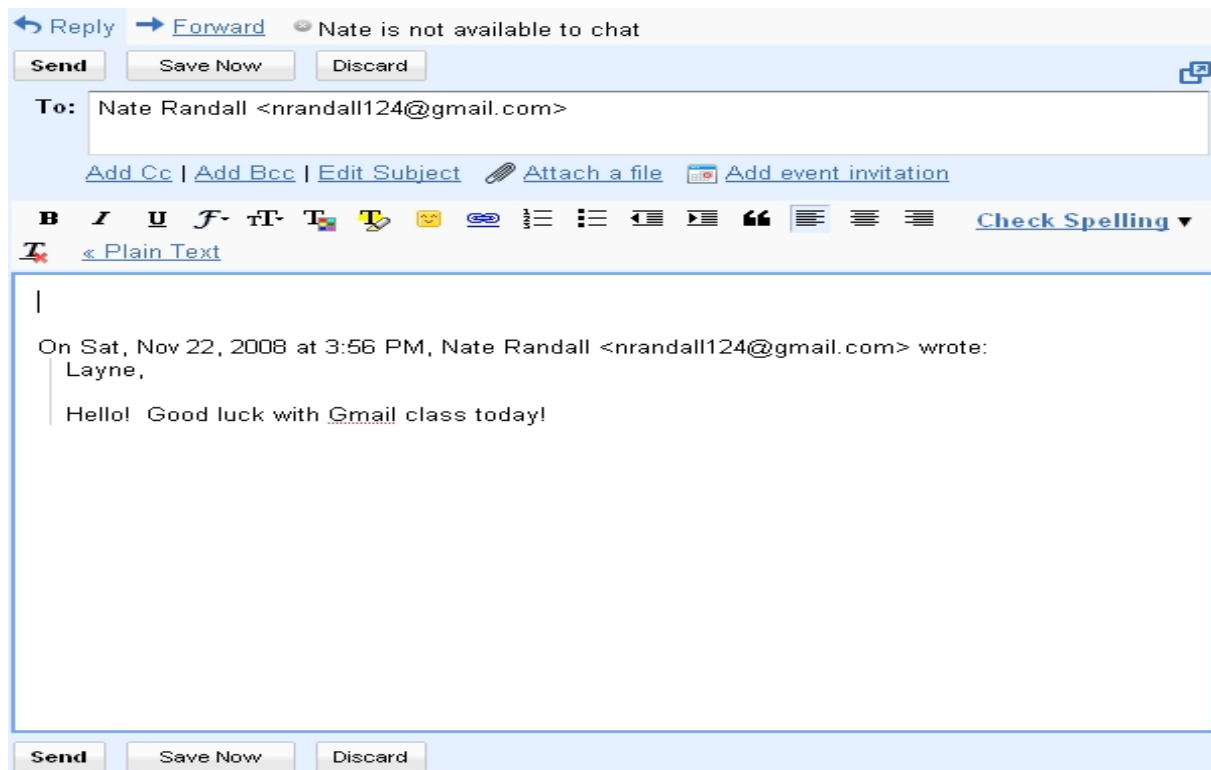 Reply Forward Nate is not available to chat
Send Save Now Discard
To: Nate Randall <nrandall124@gmail.com>
Add Cc | Add Bcc | Edit Subject Attach a file Add event invitation
B I U F T T T Check Spelling ▼
T « Plain Text
On Sat, Nov 22, 2008 at 3:56 PM, Nate Randall <nrandall124@gmail.com> wrote:
Layne,
Hello!  Good luck with Gmail class today!
Send Save Now Discard